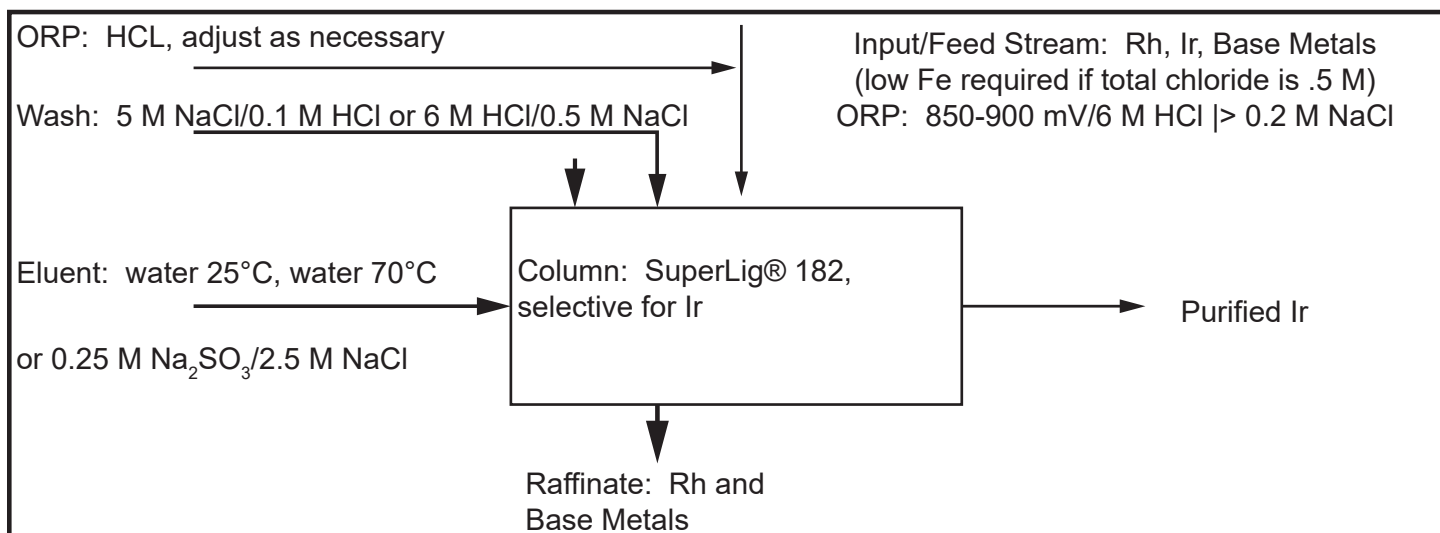 ORP: HCL, adjust as necessary
Wash: 5 M NaCl/0.1 M HCl or 6 M HCl/0.5 M NaCl
Input/Feed Stream: Rh, Ir, Base Metals
(low Fe required if total chloride is .5 M)
ORP: 850-900 mV/6 M HCl |> 0.2 M NaCl
Eluent: water 25°C, water 70°C
or 0.25 M Na₂SO₃/2.5 M NaCl
Column: SuperLig® 182,
selective for Ir
Purified Ir
Raffinate: Rh and
Base Metals